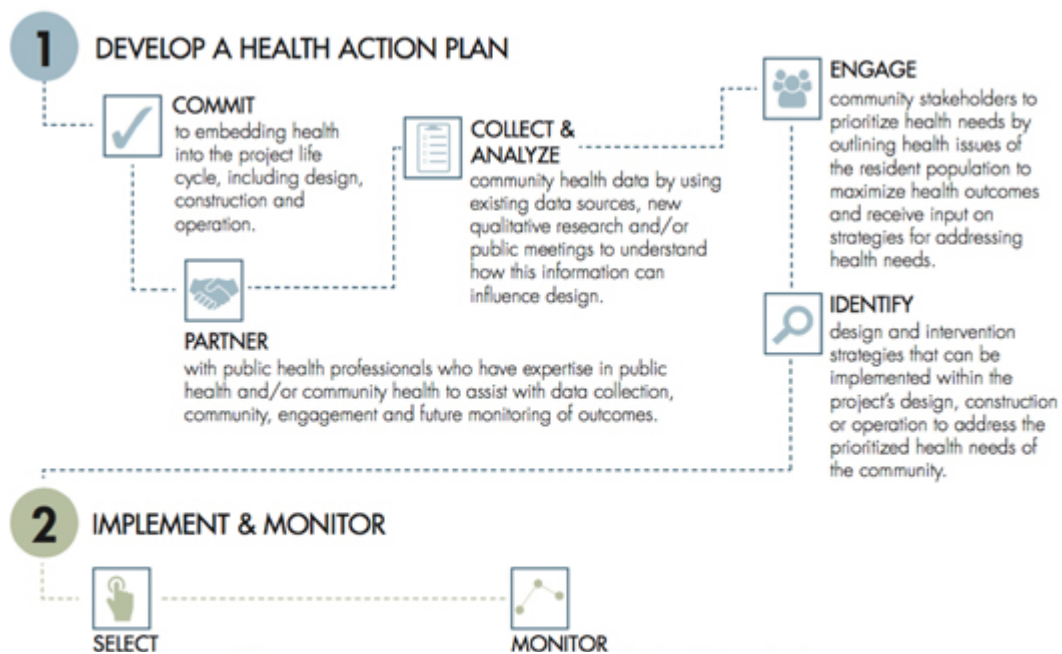 1
DEVELOP A HEALTH ACTION PLAN
COMMIT
to embedding health
into the project life
cycle, including design,
construction and
operation.
PARTNER
with public health professionals who have expertise in public
health and/or community health to assist with data collection,
community, engagement and future monitoring of outcomes.
COLLECT &
ANALYZE
community health data by using
existing data sources, new
qualitative research and/or
public meetings to understand
how this information can
influence design.
ENGAGE
community stakeholders to
prioritize health needs by
outlining health issues of
the resident population to
maximize health outcomes
and receive input on
strategies for addressing
health needs.
IDENTIFY
design and intervention
strategies that can be
implemented within the
project's design, construction
or operation to address the
prioritized health needs of
the community.
2
IMPLEMENT & MONITOR
SELECT
MONITOR